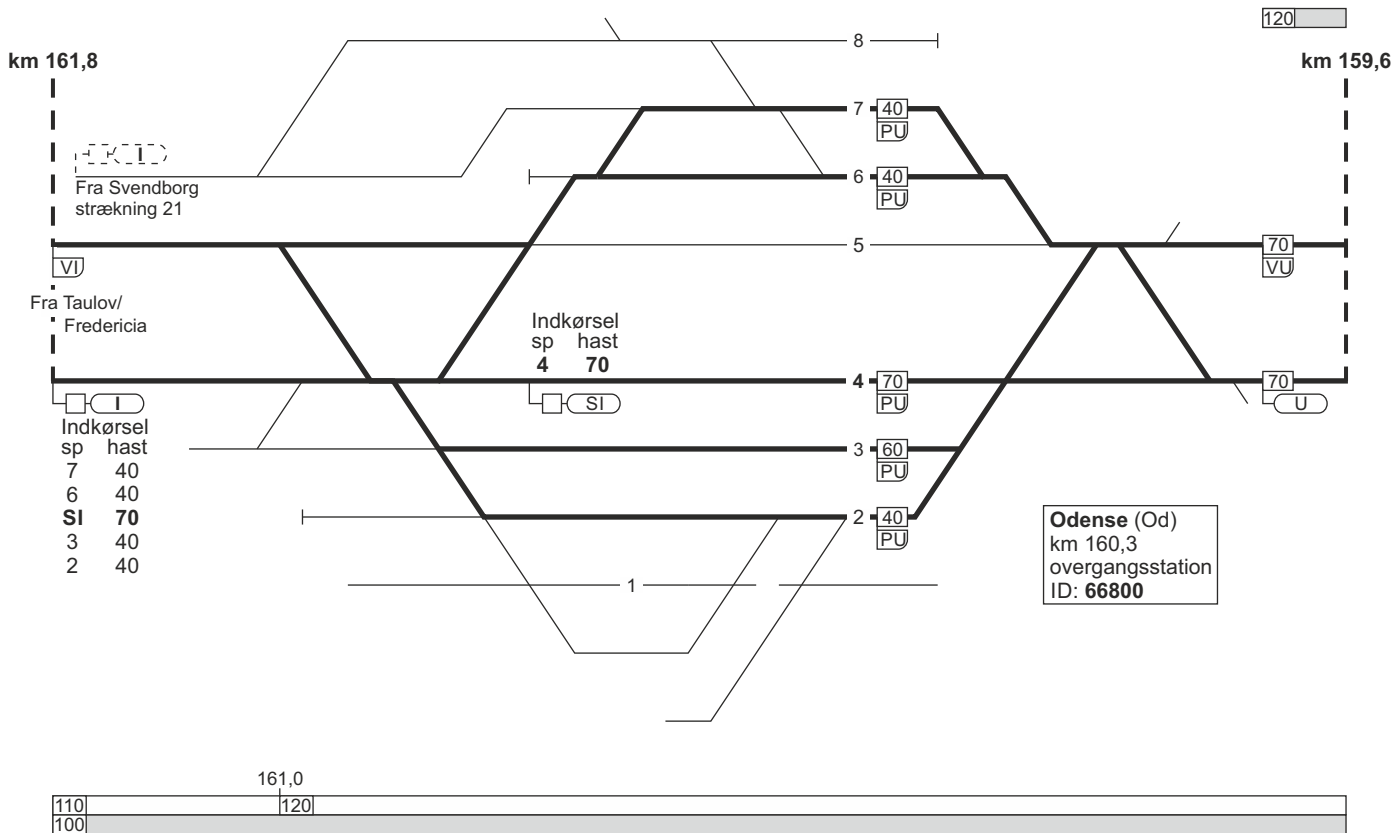 120
km 161,8
km 159,6
8
7 40
PU
I
Fra Svendborg
strækning 21
6 40
PU
5
70
VU
VI
Fra Taulov/
Fredericia
Indkørsel
sp hast
4 70
4 70
PU
70
U
I
SI
Indkørsel
sp hast
7 40
6 40
SI 70
3 40
2 40
3 60
PU
2 40
PU
Odense (Od)
km 160,3
overgangsstation
ID: 66800
1
161,0
110 120
100